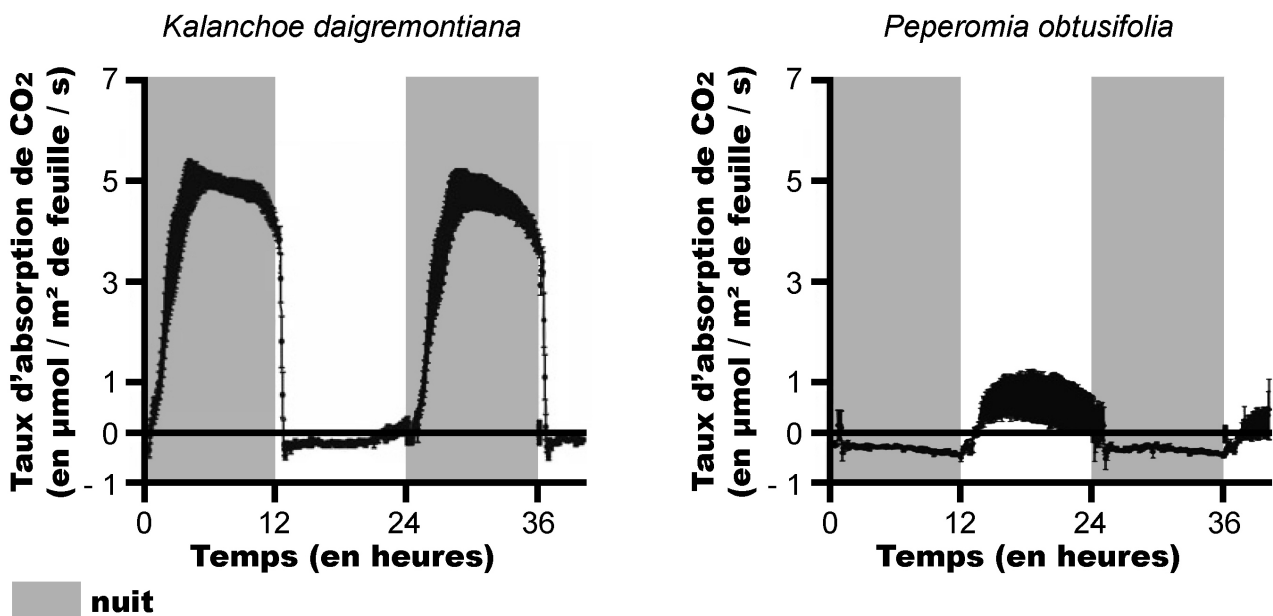 Kalanchoe daigremontiana
Taux d’absorption de CO2
(en µmol / m² de feuille / s)
7
5
3
1
0
- 1
0
12
24
36
Temps (en heures)
Peperomia obtusifolia
Taux d’absorption de CO2
(en µmol / m² de feuille / s)
7
5
3
1
0
- 1
0
12
24
36
Temps (en heures)
nuit